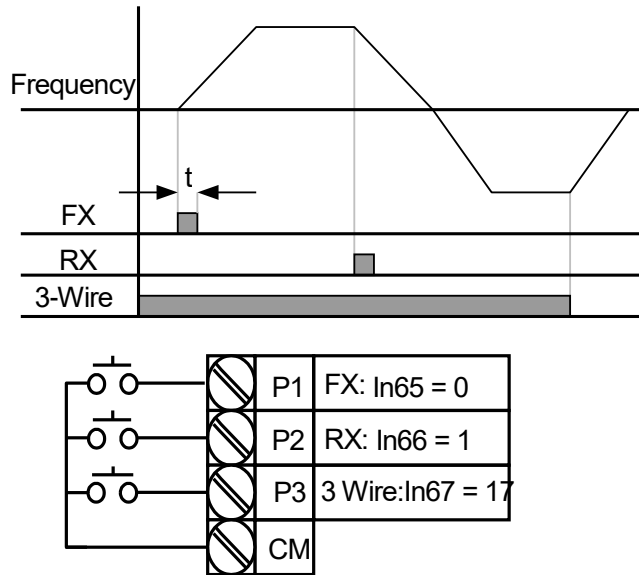 Frequency
t
FX
RX
3-Wire
P1 FX: In65 = 0
P2 RX: In66 = 1
P3 3 Wire:In67 = 17
CM